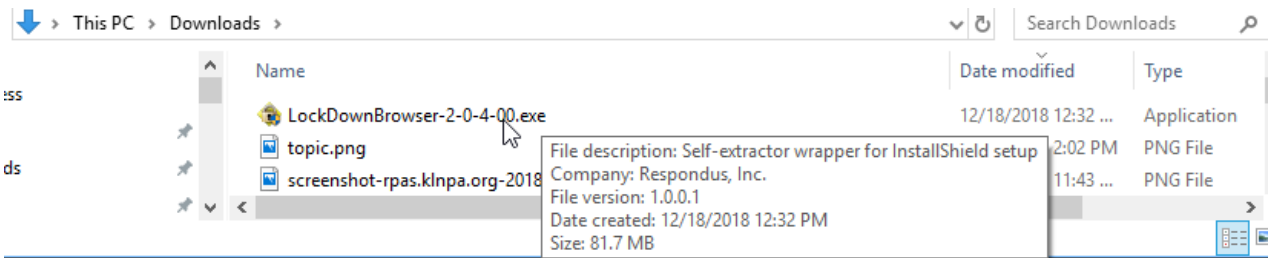 This PC > Downloads >
Search Downloads
Name
Date modified
Type
ess
LockDownBrowser-2-0-4-00.exe
12/18/2018 12:32 ...
Application
topic.png
2:02 PM
PNG File
ds
screenshot-rpas.klnpa.org-2018
11:43 ...
PNG File
File description: Self-extractor wrapper for InstallShield setup
Company: Respondus, Inc.
File version: 1.0.0.1
Date created: 12/18/2018 12:32 PM
Size: 81.7 MB